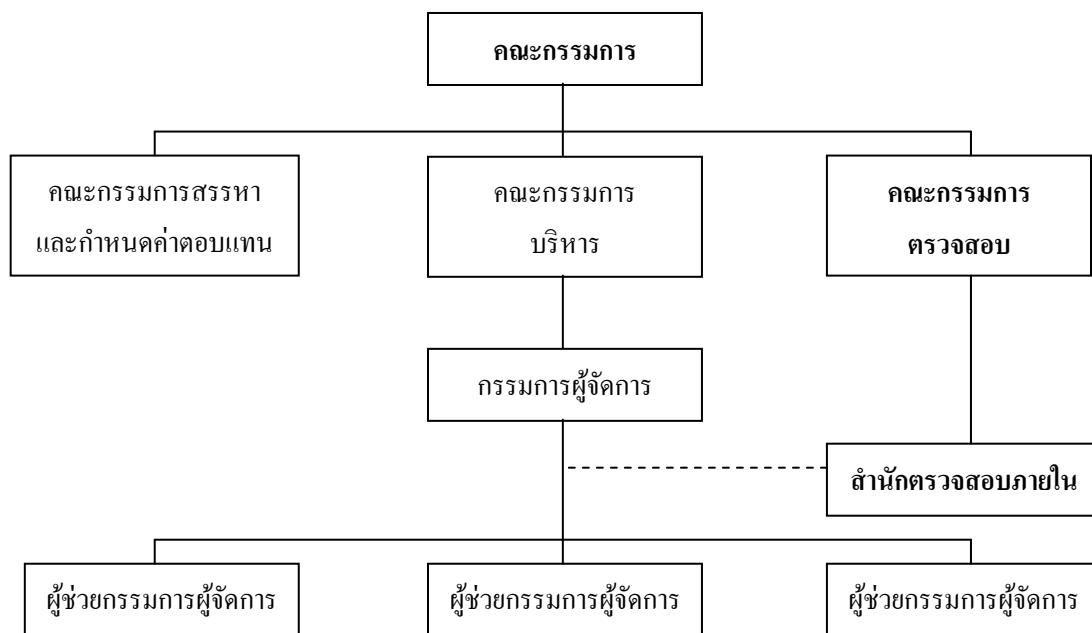 คณะกรรมการ
คณะกรรมการสรรหา
และกำหนดค่าตอบแทน
คณะกรรมการ
บริหาร
คณะกรรมการ
ตรวจสอบ
กรรมการผู้จัดการ
สำนักตรวจสอบภายใน
ผู้ช่วยกรรมการผู้จัดการ
ผู้ช่วยกรรมการผู้จัดการ
ผู้ช่วยกรรมการผู้จัดการ